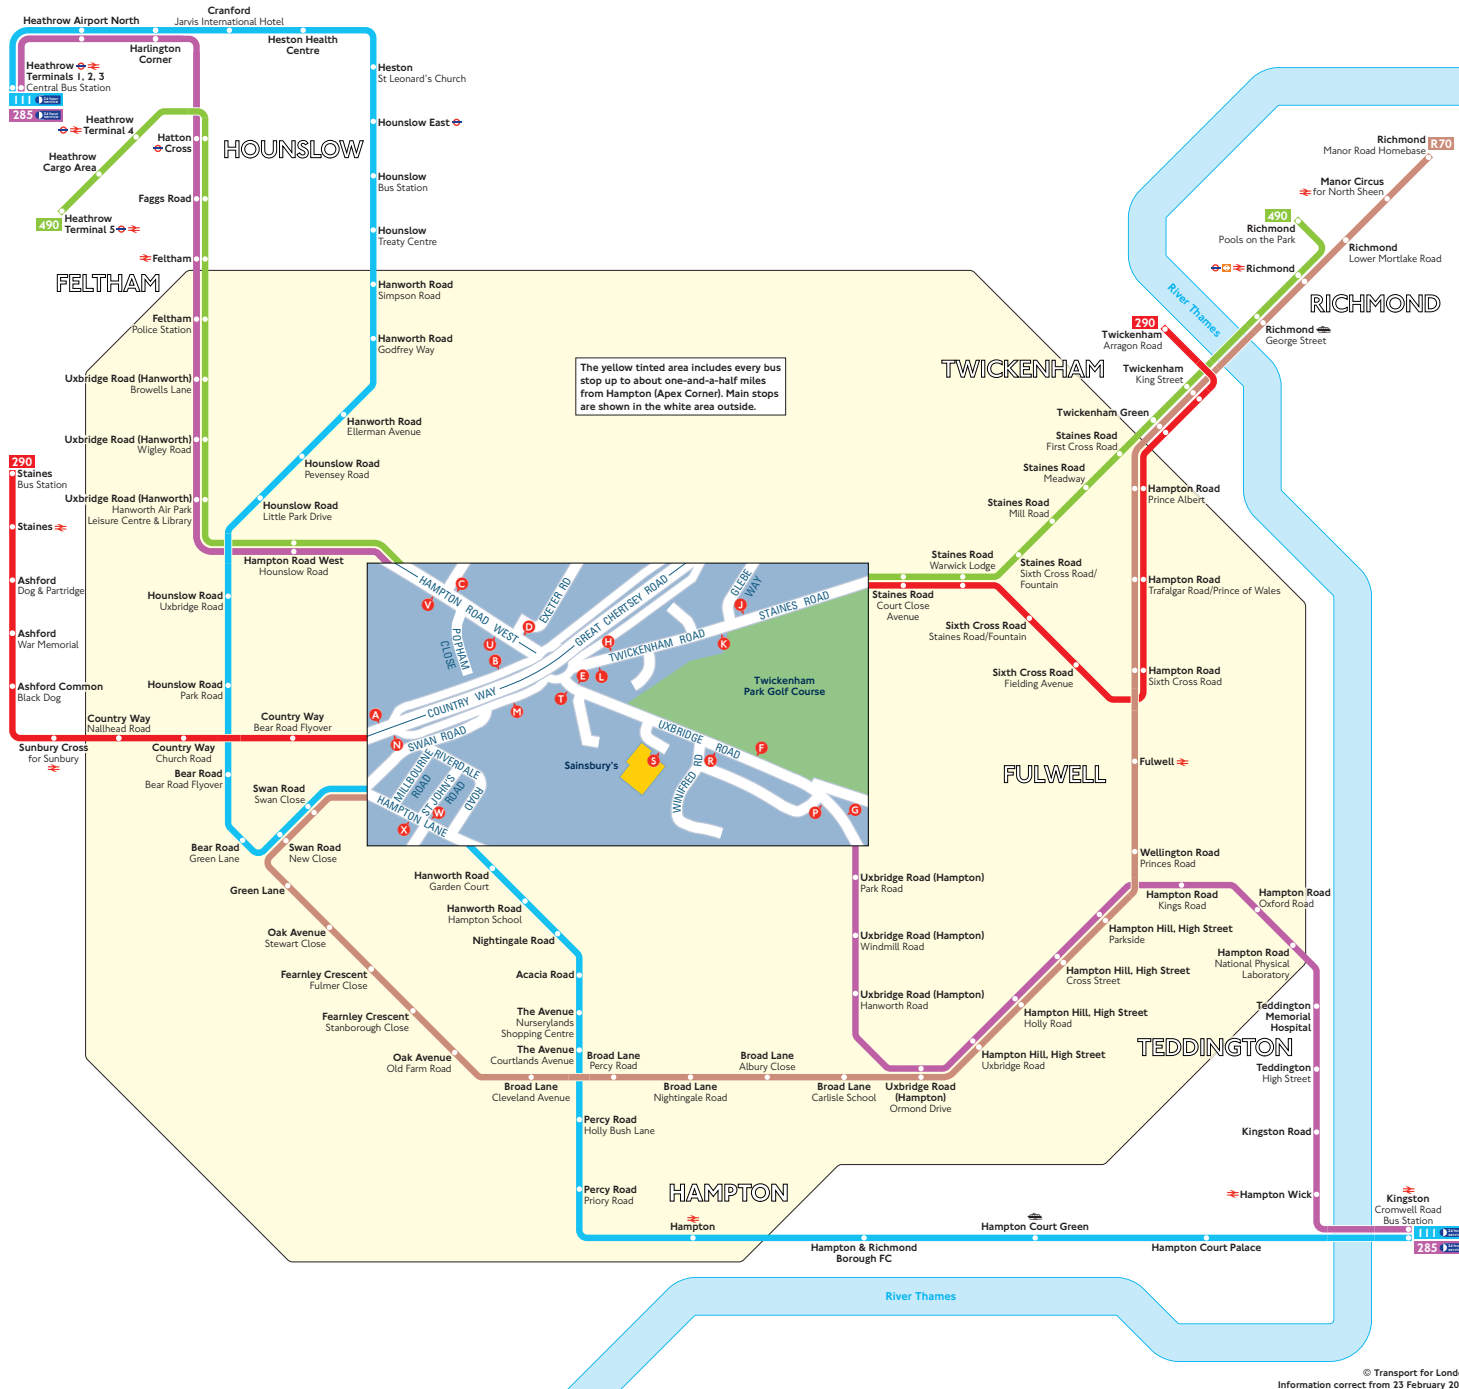 Heathrow Airport North
Cranford
Jarvis International Hotel
Harlington
Corner
Heston Health
Centre
Heathrow
Terminals 1, 2, 3
Central Bus Station
111
285
Heston
St Leonard's Church
Heathrow
Terminal 4
Hatton
Cross
HOUNSLOW
Hounslow East
Heathrow
Cargo Area
Hounslow
Bus Station
Faggs Road
490
Heathrow
Terminal 5
Hounslow
Treaty Centre
Feltham
FELTHAM
Hanworth Road
Simpson Road
Feltham
Police Station
Hanworth Road
Godfrey Way
Uxbridge Road (Hanworth)
Browells Lane
Hanworth Road
Ellerman Avenue
Uxbridge Road (Hanworth)
Wigley Road
Hounslow Road
Pevensey Road
290
Staines
Bus Station
Uxbridge Road (Hanworth)
Hanworth Air Park
Leisure Centre & Library
Hounslow Road
Little Park Drive
Staines
Hampton Road West
Hounslow Road
Ashford
Dog & Partridge
Hounslow Road
Uxbridge Road
Ashford
War Memorial
Ashford Common
Black Dog
Hounslow Road
Park Road
Country Way
Nallhead Road
Country Way
Bear Road Flyover
Sunbury Cross
for Sunbury
Country Way
Church Road
Bear Road
Bear Road Flyover
Swan Road
Swan Close
Bear Road
Green Lane
Swan Road
New Close
Green Lane
Oak Avenue
Stewart Close
Fearnley Crescent
Fulmer Close
Fearnley Crescent
Stanborough Close
Oak Avenue
Old Farm Road
The yellow tinted area includes every bus
stop up to about one-and-a-half miles
from Hampton (Apex Corner). Main stops
are shown in the white area outside.
HAMPTON ROAD WEST
EXETER RD
GREAT CHERTSEY ROAD
GLEBE
WAY
STAINES ROAD
TWICKENHAM ROAD
POPHAM
CLOSE
COUNTRY WAY
SWAN ROAD
Twickenham
Park Golf Course
UXBRIDGE ROAD
Sainsbury's
WINIFRED RD
MILLBOURNE
ROAD
RIVERDALE
ROAD
ST JOHN'S
ROAD
HAMPTON LANE
A
B
C
D
E
F
G
H
J
K
L
M
N
P
R
S
T
U
V
W
X
Hanworth Road
Garden Court
Hanworth Road
Hampton School
Nightingale Road
Acacia Road
The Avenue
Nurserylands
Shopping Centre
The Avenue
Courtlands Avenue
Broad Lane
Cleveland Avenue
Broad Lane
Percy Road
Broad Lane
Nightingale Road
Broad Lane
Albury Close
Broad Lane
Carlisle School
Uxbridge Road
(Hampton)
Ormond Drive
Percy Road
Holly Bush Lane
Percy Road
Priory Road
HAMPTON
Hampton
Hampton & Richmond
Borough FC
Hampton Court Green
Hampton Court Palace
River Thames
Uxbridge Road (Hampton)
Park Road
Uxbridge Road (Hampton)
Windmill Road
Uxbridge Road (Hampton)
Hanworth Road
Hampton Hill, High Street
Uxbridge Road
Hampton Hill, High Street
Holly Road
Hampton Hill, High Street
Cross Street
Hampton Hill, High Street
Parkside
Wellington Road
Princes Road
Hampton Road
Kings Road
Hampton Road
Oxford Road
Hampton Road
National Physical
Laboratory
Teddington
Memorial
Hospital
TEDDINGTON
Teddington
High Street
Kingston Road
Hampton Wick
Kingston
Cromwell Road
Bus Station
111
285
Richmond
Manor Road Homebase
R70
Manor Circus
for North Sheen
490
Richmond
Pools on the Park
Richmond
Lower Mortlake Road
Richmond
RICHMOND
River Thames
290
Twickenham
Arragon Road
Richmond
George Street
TWICKENHAM
Twickenham
King Street
Twickenham Green
Staines Road
First Cross Road
Staines Road
Meadway
Staines Road
Mill Road
Hampton Road
Prince Albert
Staines Road
Warwick Lodge
Staines Road
Sixth Cross Road/
Fountain
Hampton Road
Trafalgar Road/Prince of Wales
Staines Road
Court Close
Avenue
Sixth Cross Road
Staines Road/Fountain
Sixth Cross Road
Fielding Avenue
Hampton Road
Sixth Cross Road
FULWELL
Fulwell
© Transport for Lond
Information correct from 23 February 20